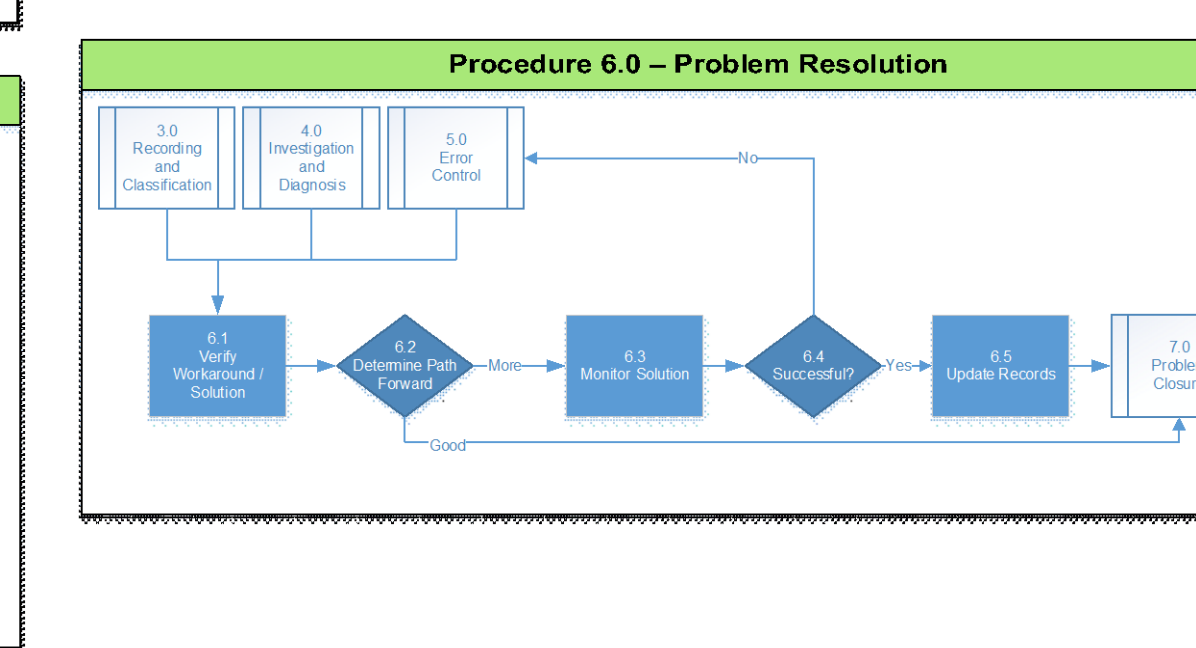 Procedure 6.0 – Problem Resolution
3.0
Recording
and
Classification
4.0
Investigation
and
Diagnosis
5.0
Error
Control
No
6.1
Verify
Workaround /
Solution
6.2
Determine Path
Forward
More
6.3
Monitor Solution
6.4
Successful?
Yes
6.5
Update Records
7.0
Good